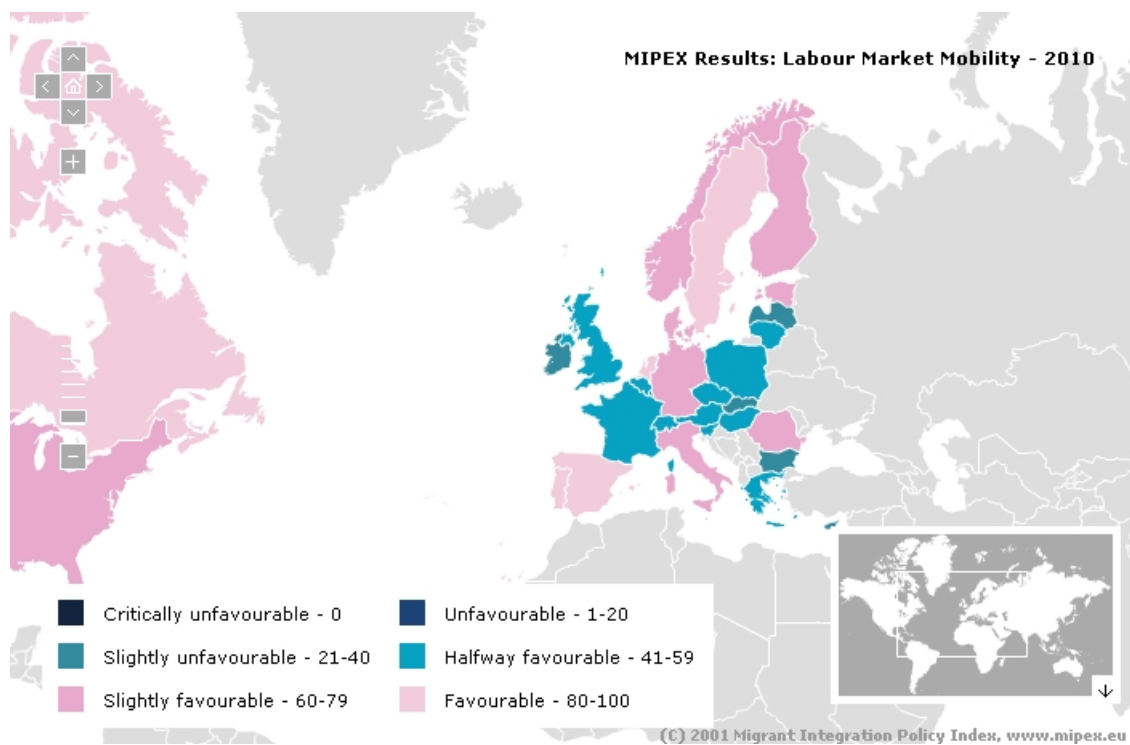 MIPEX Results: Labour Market Mobility - 2010
Critically unfavourable - 0
Unfavourable - 1-20
Slightly unfavourable - 21-40
Halfway favourable - 41-59
Slightly favourable - 60-79
Favourable - 80-100
(C) 2001 Migrant Integration Policy Index, www.mipex.eu